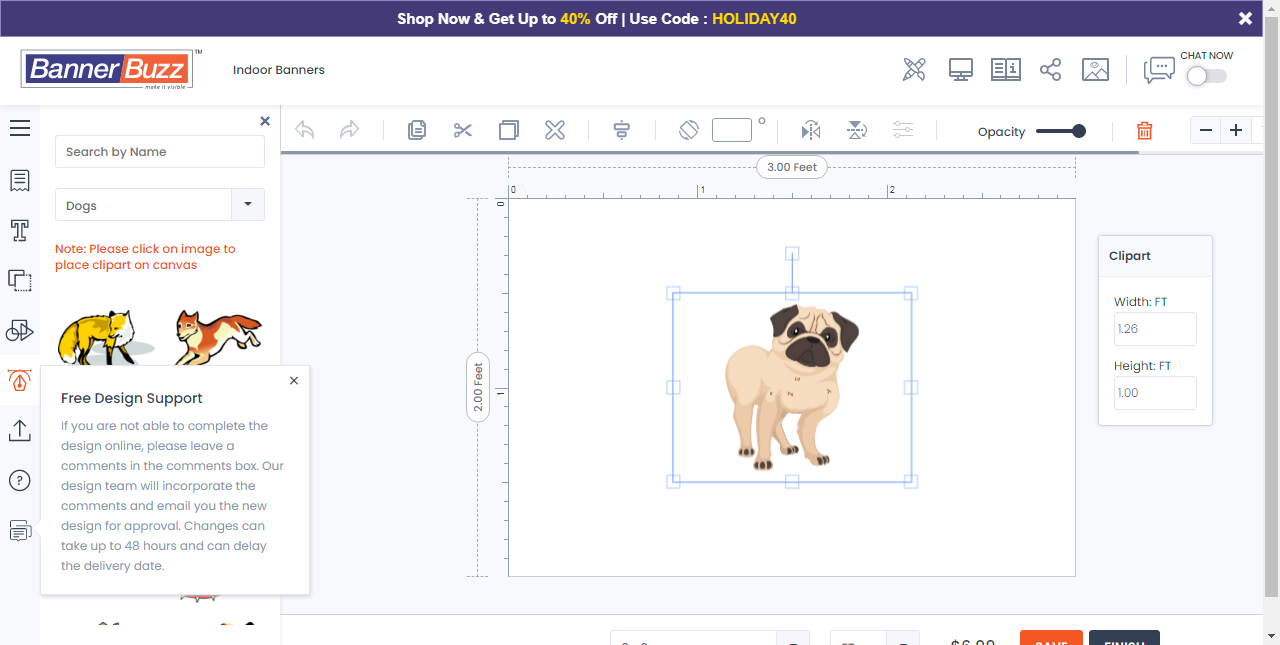 Shop Now & Get Up to 40% Off | Use Code : HOLIDAY40
BannerBuzz™
make it visible
Indoor Banners
CHAT NOW
Search by Name
Dogs
Note: Please click on image to
place clipart on canvas
Opacity
3.00 Feet
0 1 2
0
2.00 Feet
1
Clipart
Width: FT
1.26
Height: FT
1.00
Free Design Support
If you are not able to complete the
design online, please leave a
comments in the comments box. Our
design team will incorporate the
comments and email you the new
design for approval. Changes can
take up to 48 hours and can delay
the delivery date.
$6.99
SAVE
FINISH